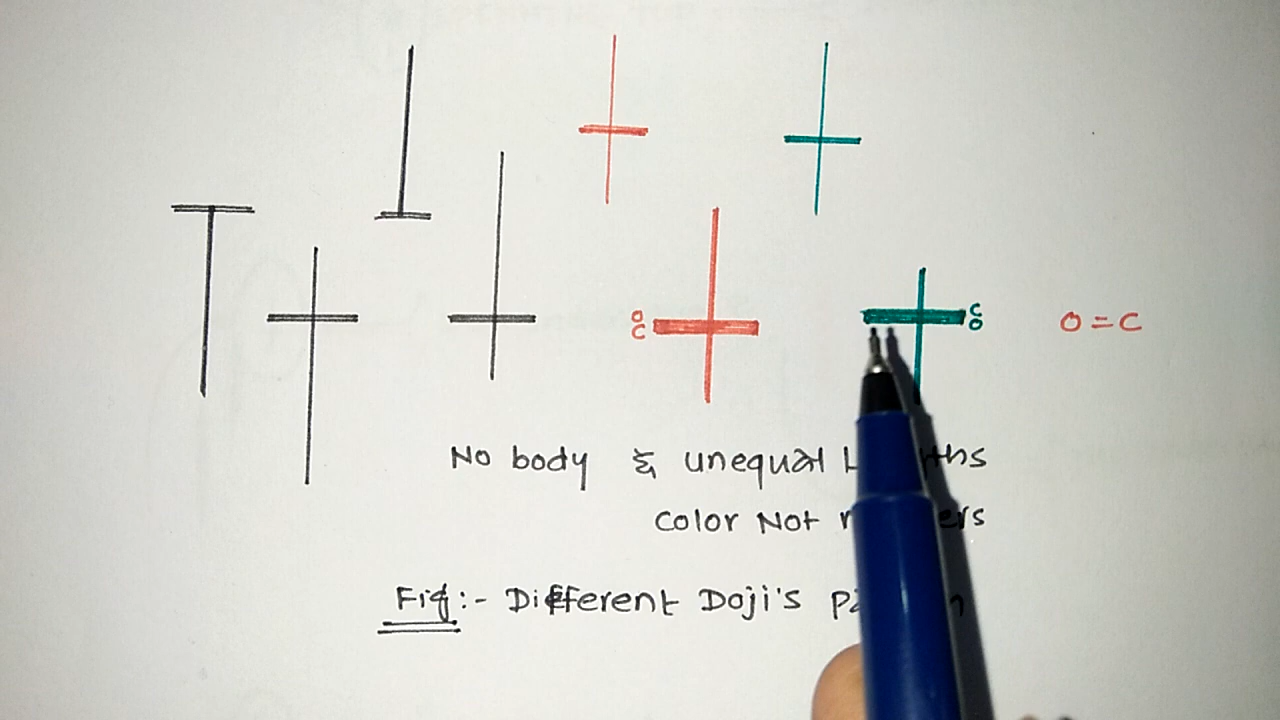 O
C
C
O
O = C
No body & unequal
Color Not
Fig :- Different Doji's